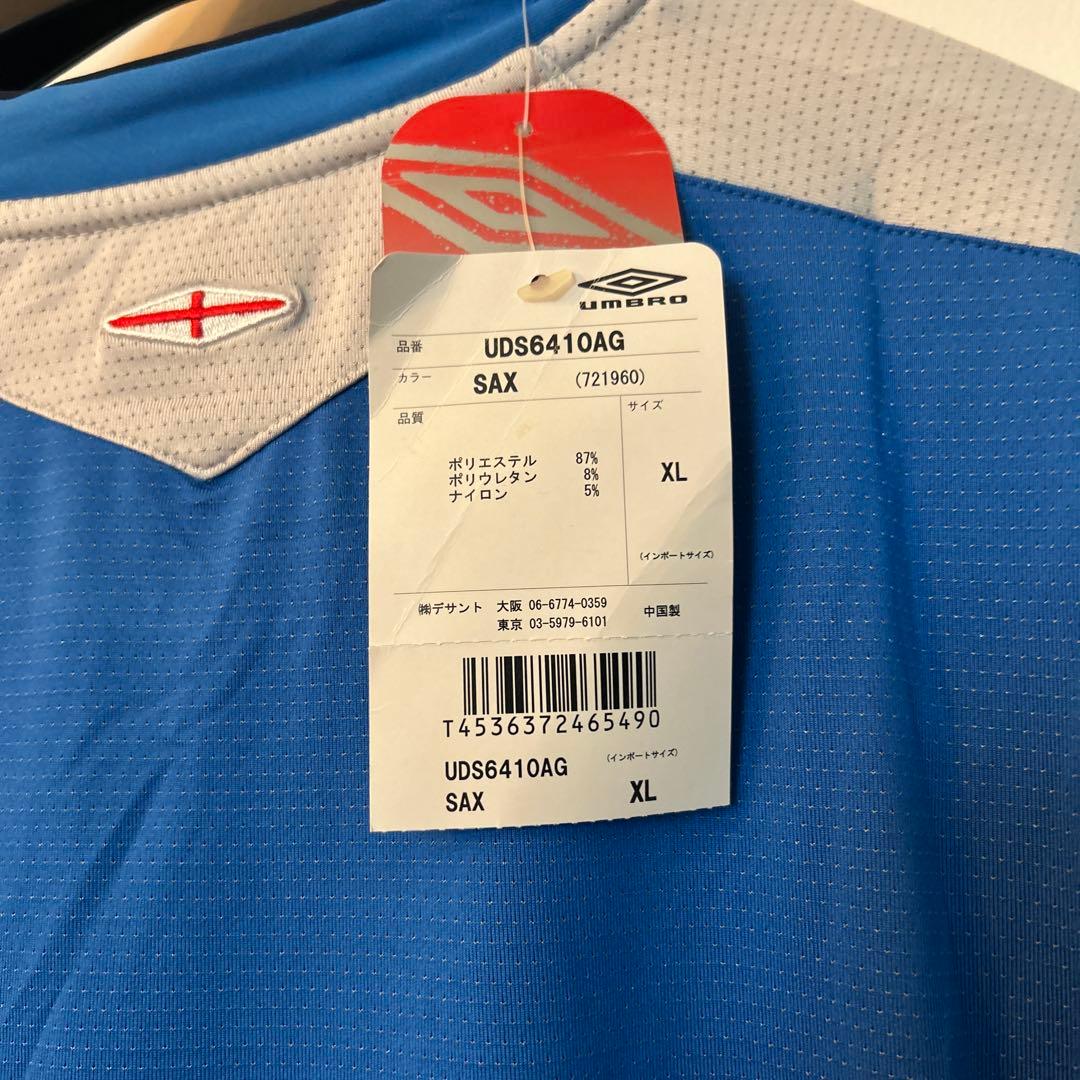 UMBRO
品番 UDS6410AG
カラー SAX (721960)
品質
サイズ
ポリエステル 87%
ポリウレタン 8%
ナイロン 5%
XL
(インポートサイズ)
㈱デサント 大阪 06-6774-0359
東京 03-5979-6101
中国製
T4536372465490
UDS6410AG (インポートサイズ)
SAX XL